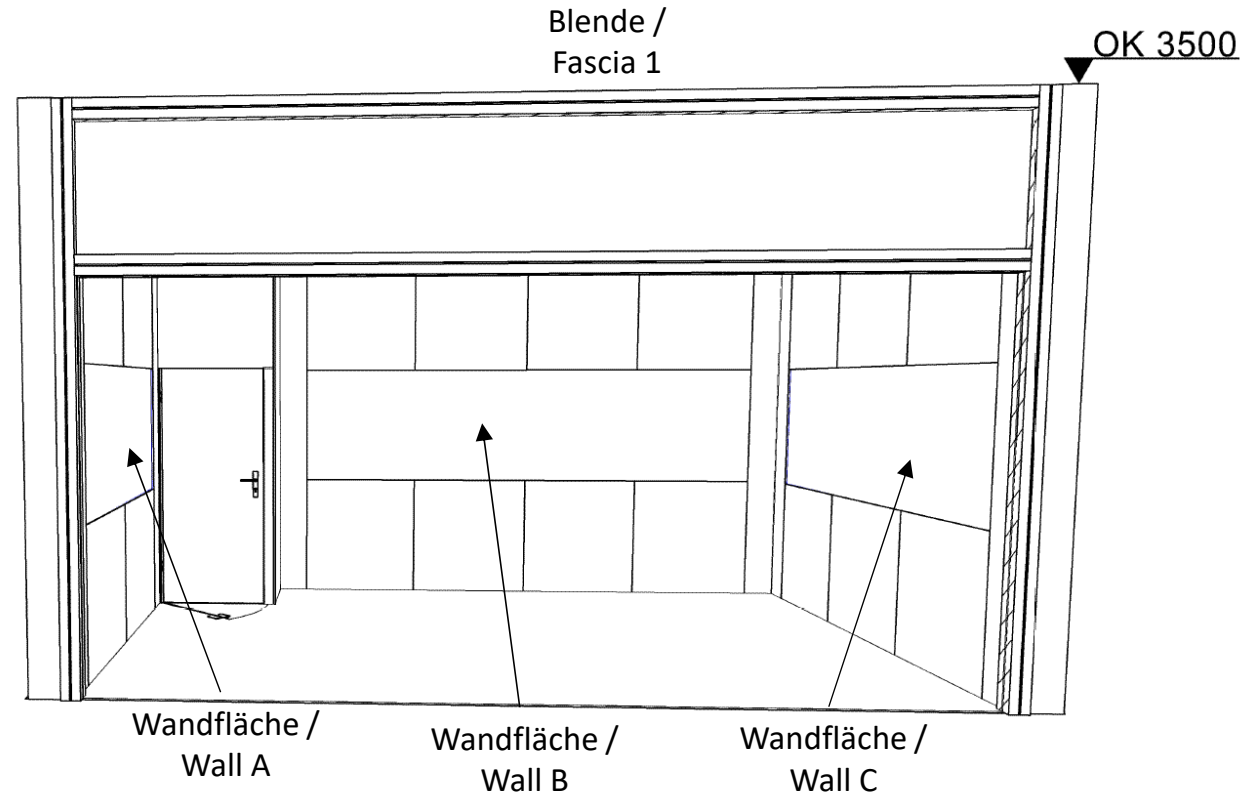 Blende /
Fascia 1
OK 3500
Wandfläche /
Wall A
Wandfläche /
Wall B
Wandfläche /
Wall C